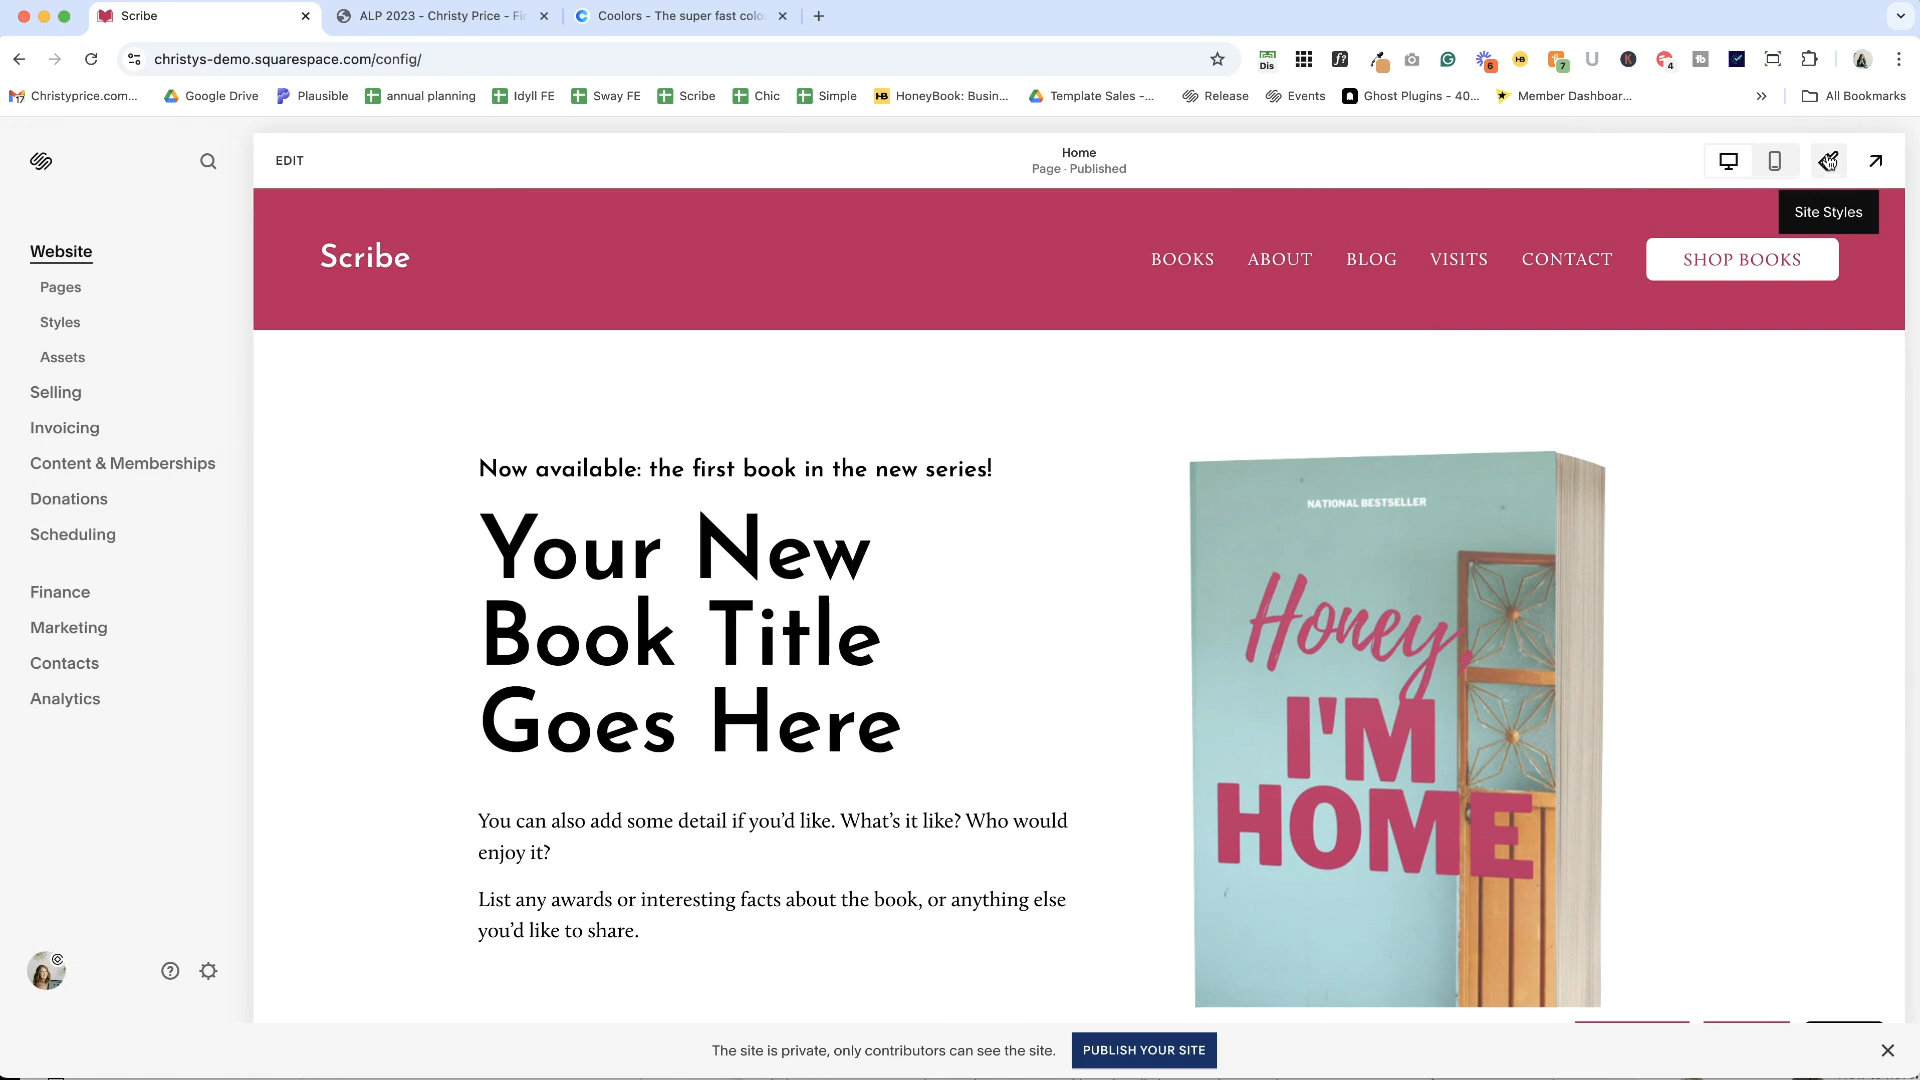 Scribe
ALP 2023 - Christy Price - Fi
Coolors - The super fast colo
christys-demo.squarespace.com/config/
Dis
6
7
4
Christyprice.com...
Google Drive
Plausible
annual planning
Idyll FE
Sway FE
Scribe
Chic
Simple
HoneyBook: Busin...
Template Sales -...
Release
Events
Ghost Plugins - 40...
Member Dashboar...
All Bookmarks
EDIT
Home
Page · Published
Site Styles
Website
Pages
Styles
Assets
Selling
Invoicing
Content & Memberships
Donations
Scheduling
Finance
Marketing
Contacts
Analytics
Scribe
BOOKS
ABOUT
BLOG
VISITS
CONTACT
SHOP BOOKS
Now available: the first book in the new series!
Your New
Book Title
Goes Here
You can also add some detail if you'd like. What's it like? Who would
enjoy it?
List any awards or interesting facts about the book, or anything else
you'd like to share.
NATIONAL BESTSELLER
Honey,
I'M
HOME
The site is private, only contributors can see the site.
PUBLISH YOUR SITE